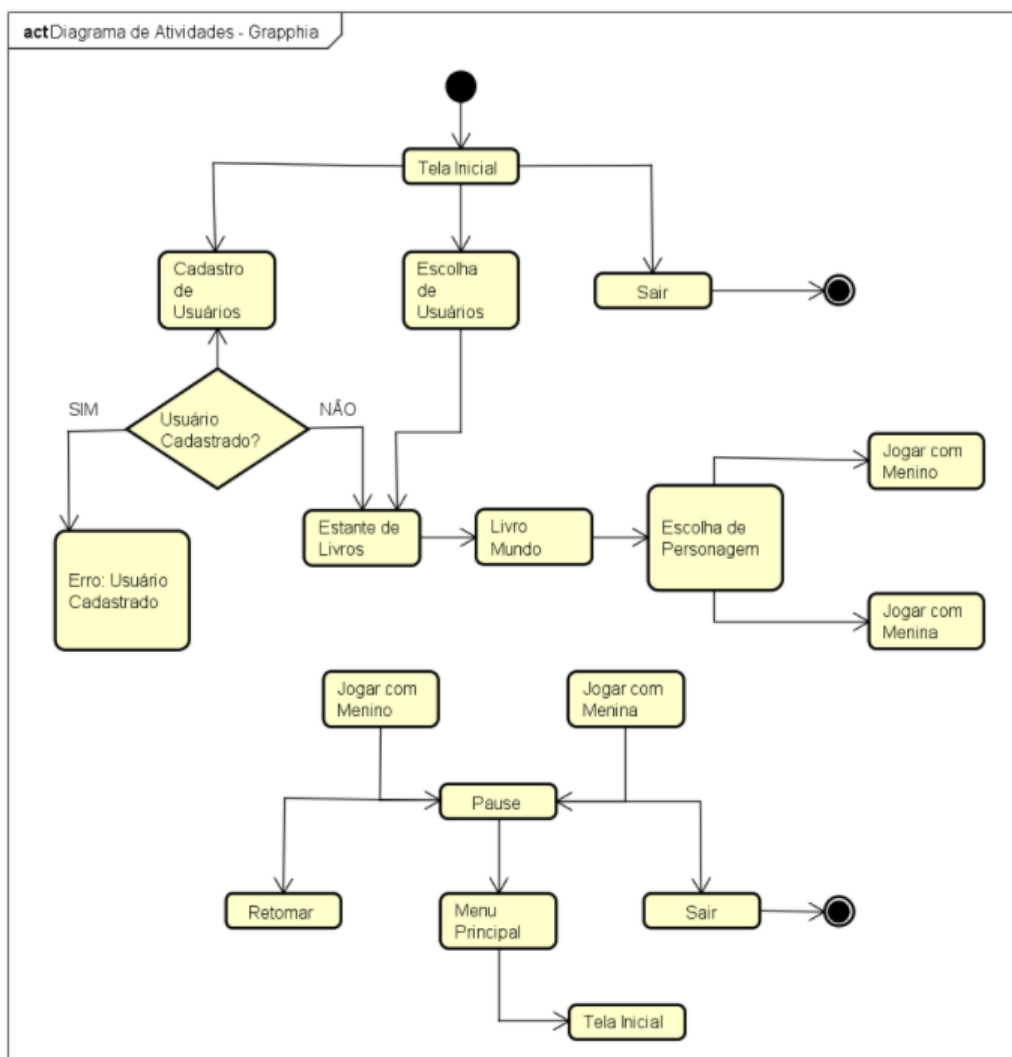 act Diagrama de Atividades - Grapphia
Tela Inicial
Cadastro
de
Usuários
Escolha
de
Usuários
Sair
SIM
Usuário
Cadastrado?
NÃO
Estante de
Livros
Livro
Mundo
Escolha de
Personagem
Jogar com
Menino
Jogar com
Menina
Erro: Usuário
Cadastrado
Jogar com
Menino
Jogar com
Menina
Pause
Retomar
Menu
Principal
Sair
Tela Inicial